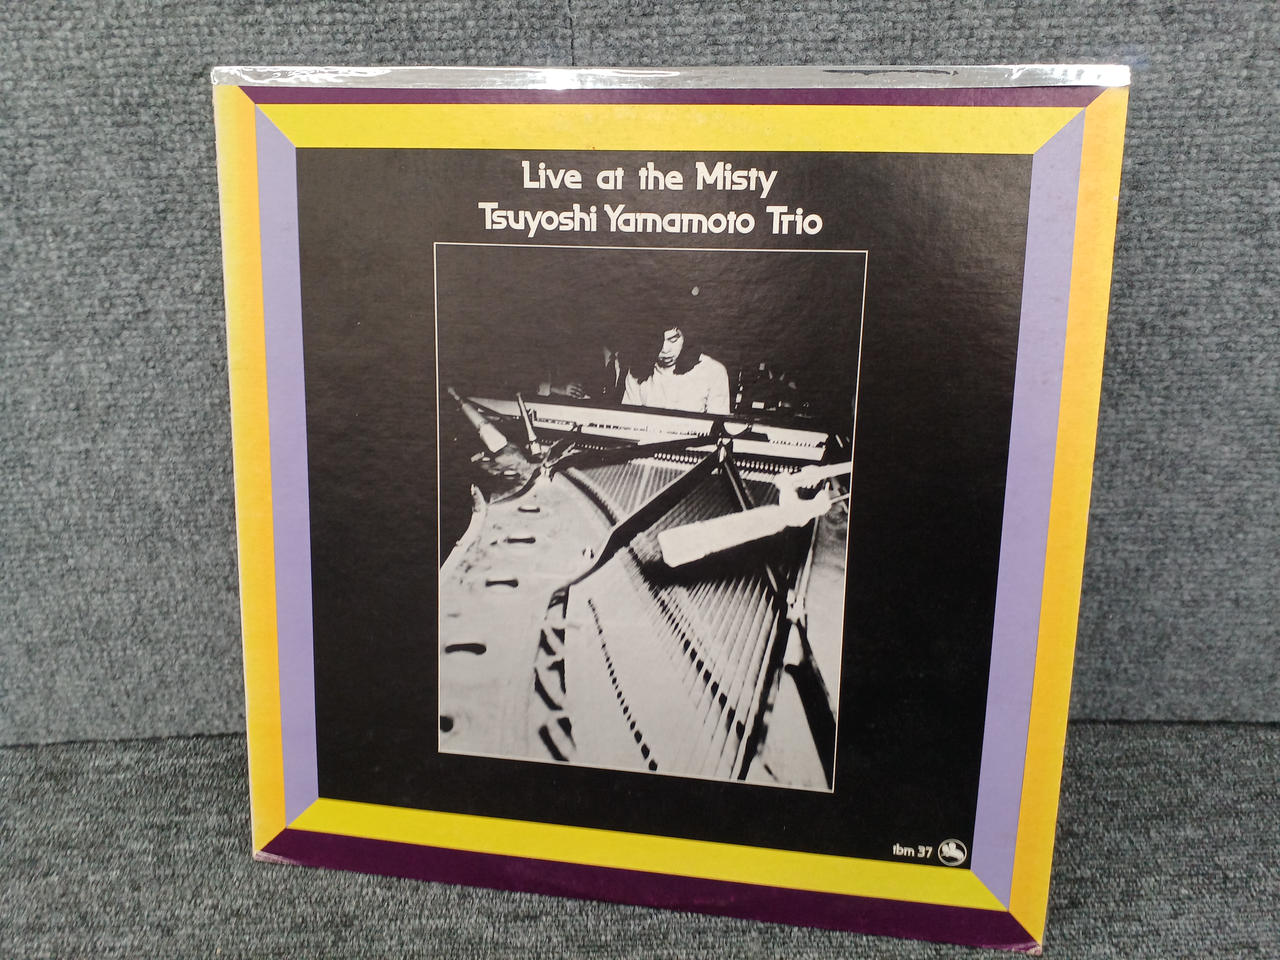 Live at the Misty
Tsuyoshi Yamamoto Trio
tbm 37